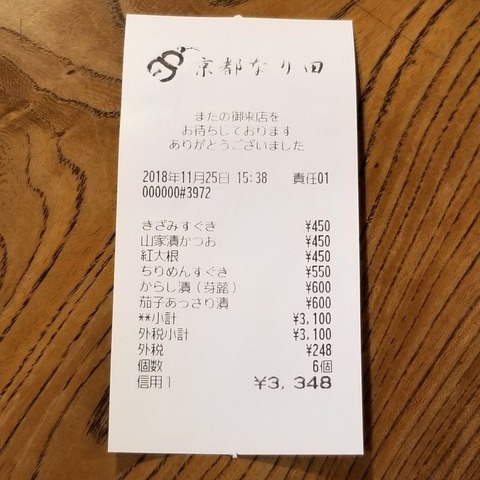 京都なり田
またの御来店を
お待ちしております
ありがとうございました
2018年11月25日 15:38 責任01
000000#3972
きざみすぐき ¥450
山家漬かつお ¥450
紅大根 ¥450
ちりめんすぐき ¥550
からし漬(芽蕗) ¥600
茄子あっさり漬 ¥600
**小計 ¥3,100
外税小計 ¥3,100
外税 ¥248
個数 6個
信用1 ¥3,348